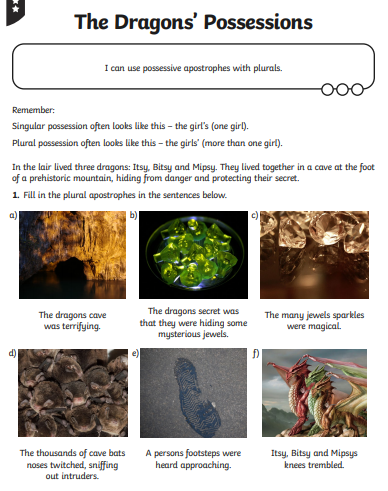 The Dragons' Possessions
I can use possessive apostrophes with plurals.
Remember:
Singular possession often looks like this – the girl's (one girl).
Plural possession often looks like this – the girls' (more than one girl).
In the lair lived three dragons: Itsy, Bitsy and Mipsy. They lived together in a cave at the foot
of a prehistoric mountain, hiding from danger and protecting their secret.
1. Fill in the plural apostrophes in the sentences below.
a)
b)
c)
The dragons cave
was terrifying.
The dragons secret was
that they were hiding some
mysterious jewels.
The many jewels sparkles
were magical.
d)
e)
f)
The thousands of cave bats
noses twitched, sniffing
out intruders.
A persons footsteps were
heard approaching.
Itsy, Bitsy and Mipsys
knees trembled.